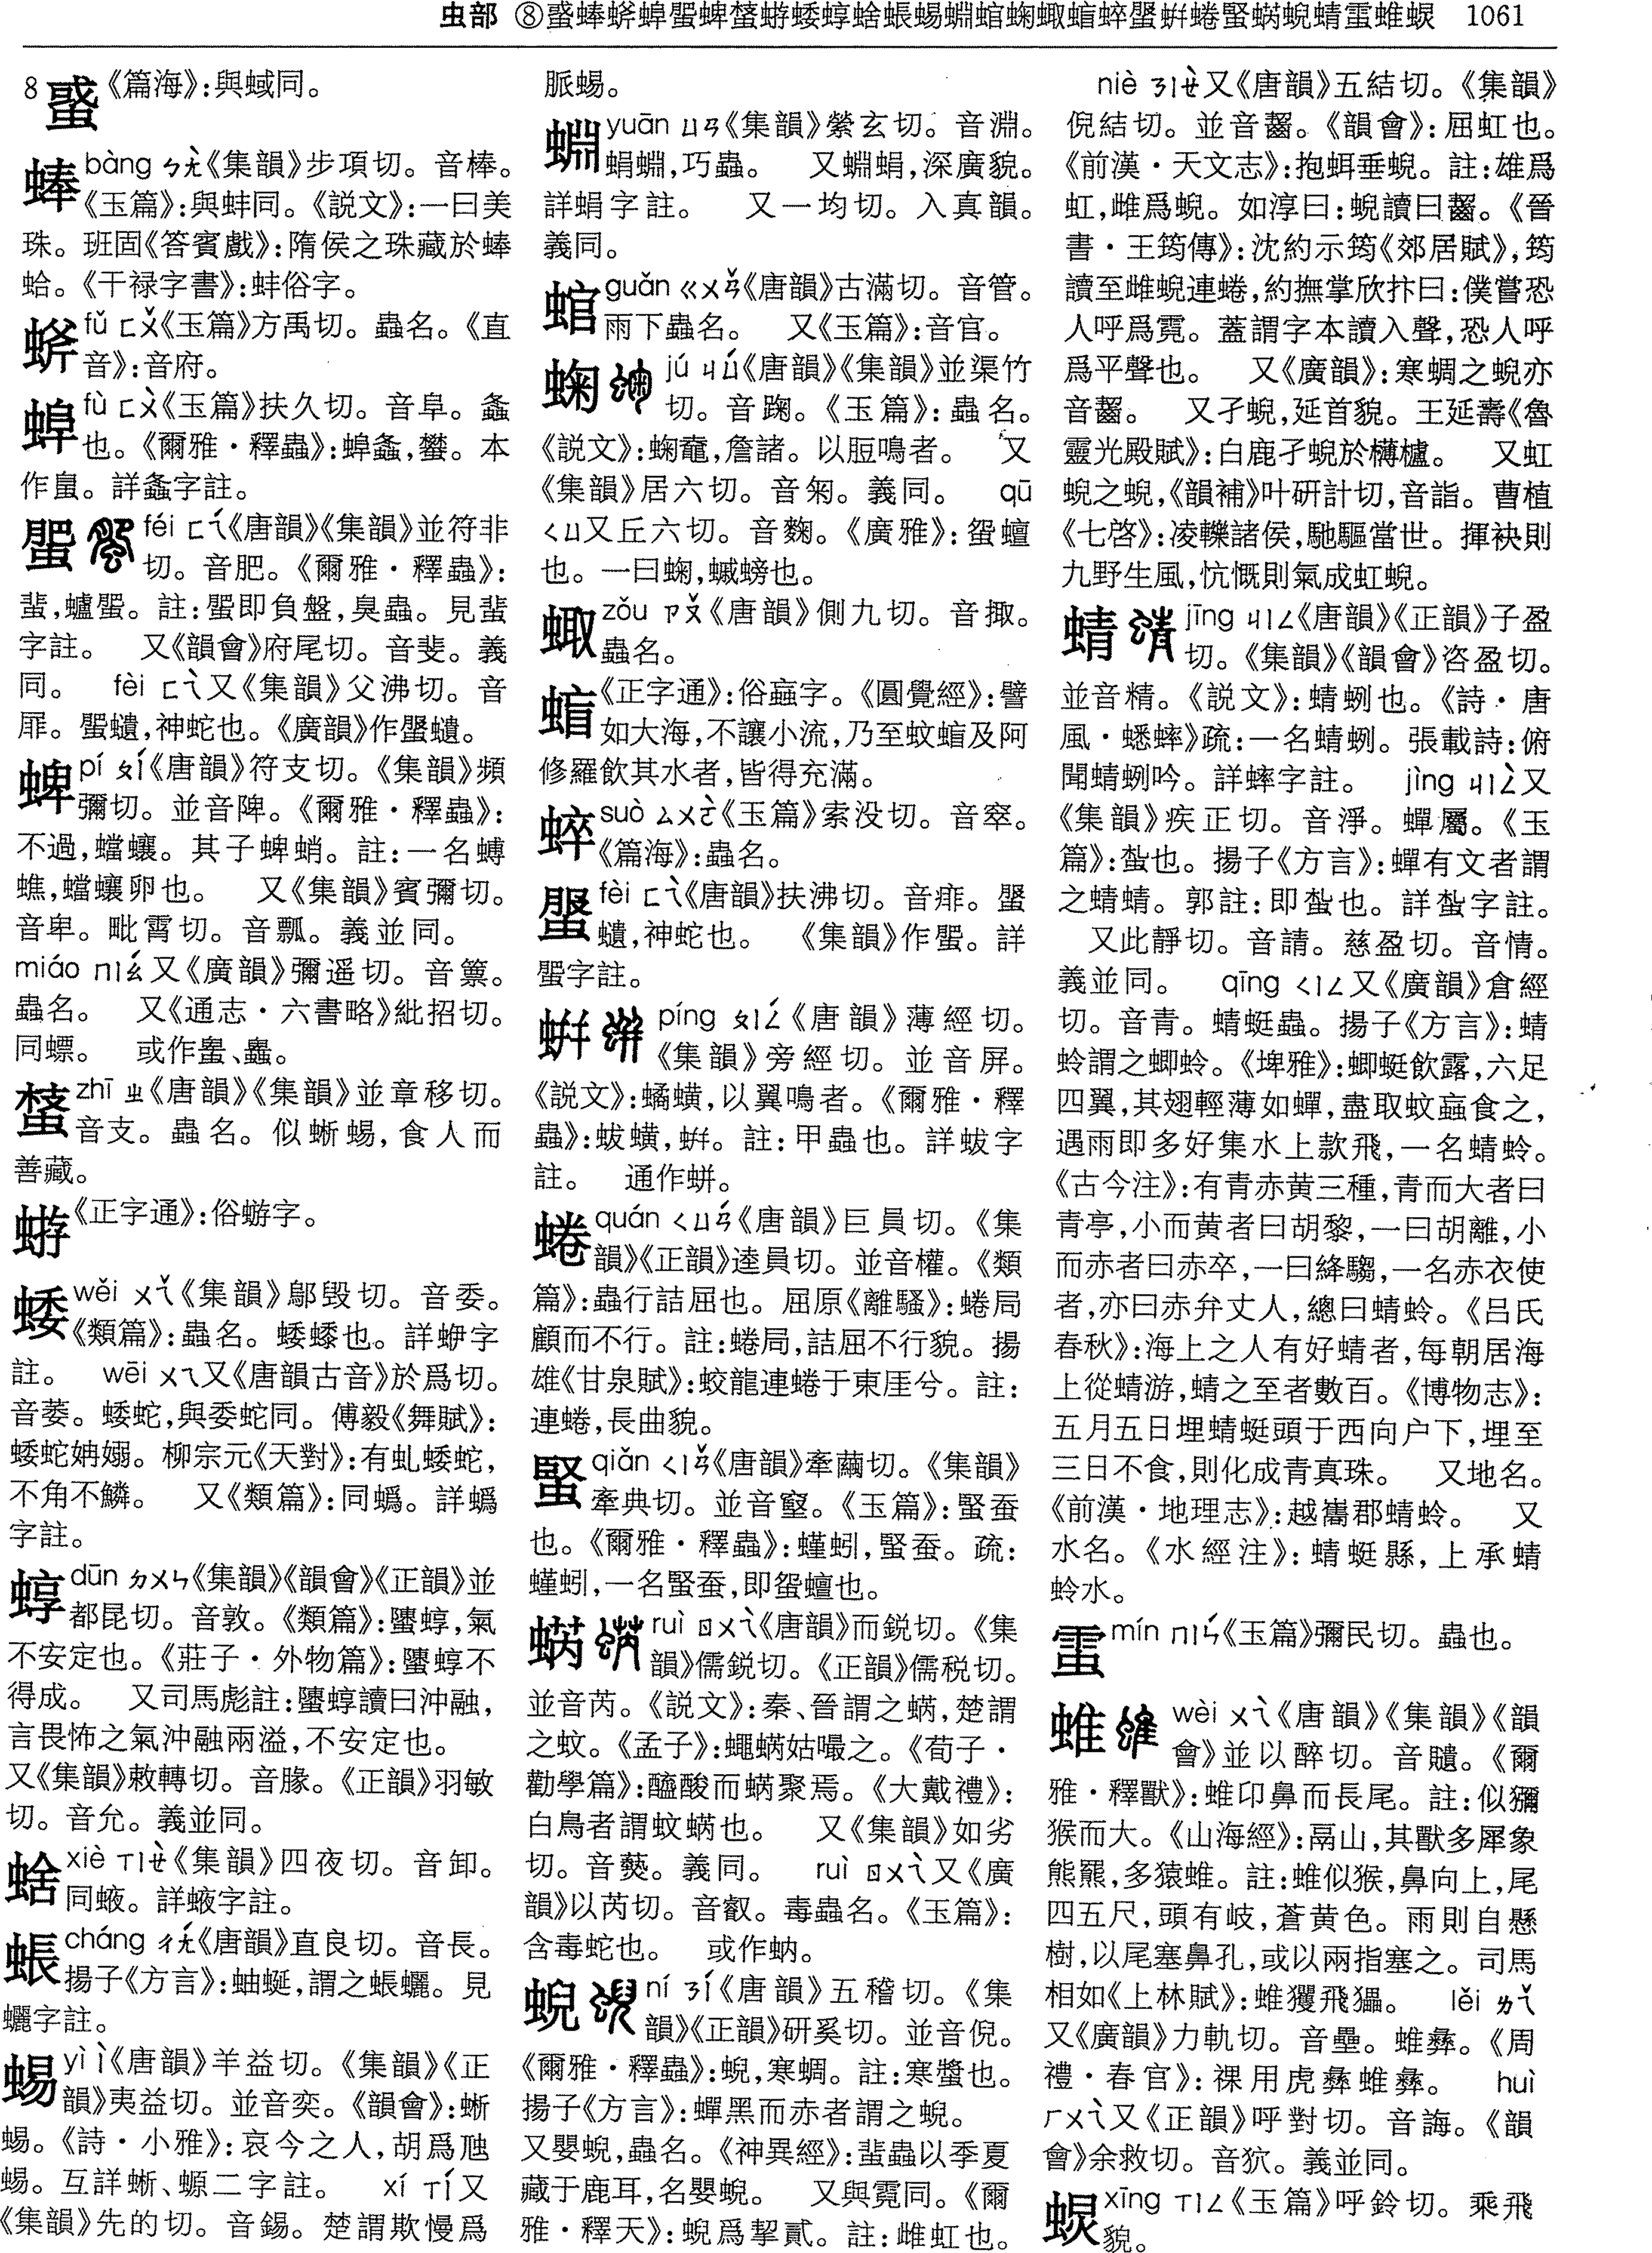 虫部 ⑧蜮蜯蛢蜉蜰蜱螫蝣蜲蜳蛥蜄蜴蜵蜭蜠蝇蝐蜶蜰蛢蜷蜸蜹蜺蜻雷蜼蜧 1061
《篇海》:與蜮同。
蜯 bàng ㄅㄤˋ《集韻》步項切。音棒。
《玉篇》:與蚌同。《説文》:一曰美
珠。班固《答賓戲》:隋侯之珠藏於蜯
蛤。《干禄字書》:蚌俗字。
fǔ ㄈㄨˇ《玉篇》方禹切。蟲名。《直
音》:音府。
fù ㄈㄨˋ《玉篇》扶久切。音阜。螽
也。《爾雅·釋蟲》:𧌓螽,蠜。本
作𧑓。詳螽字註。
蜰 féi ㄈㄟˊ《唐韻》《集韻》並符非
切。音肥。《爾雅·釋蟲》:
蜚,蠦蜰。註:蜰即負盤,臭蟲。見蜚
字註。 又《韻會》府尾切。音斐。義
同。 fèi ㄈㄟˋ又《集韻》父沸切。音
屝。蜰𧔥,神蛇也。《廣韻》作𧍃𧔥。
蜱 pí ㄆㄧˊ《唐韻》符支切。《集韻》頻
彌切。並音陴。《爾雅·釋蟲》:
不過,蟷蠰。其子蜱蛸。註:一名䗚
蟭,蟷蠰卵也。 又《集韻》賓彌切。
音卑。毗霄切。音瓢。義並同。
miáo ㄇㄧㄠˊ又《廣韻》彌遥切。音𥳑。
蟲名。 又《通志·六書略》紕招切。
同螵。 或作蜚、蠡。
zhī ㄓ《唐韻》《集韻》並章移切。
音支。蟲名。似蜥蜴,食人而
善藏。
《正字通》:俗蝣字。
蜲 wěi ㄨㄟˇ《集韻》鄔毀切。音委。
《類篇》:蟲名。蜲蟍也。詳蛜字
註。 wēi ㄨㄟ又《唐韻古音》於爲切。
音萎。蜲蛇,與委蛇同。傅毅《舞賦》:
蜲蛇姌嫋。柳宗元《天對》:有虬蜲蛇,
不角不鱗。 又《類篇》:同蟡。詳蟡
字註。
蜳 dūn ㄉㄨㄣ《集韻》《韻會》《正韻》並
都昆切。音敦。《類篇》:䗞蜳,氣
不安定也。《莊子·外物篇》:䗞蜳不
得成。 又司馬彪註:䗞蜳讀曰沖融,
言畏怖之氣沖融兩溢,不安定也。
又《集韻》敕轉切。音腞。《正韻》羽敏
切。音允。義並同。
xiè ㄒㄧㄝˋ《集韻》四夜切。音卸。
同蛷。詳蛷字註。
cháng ㄔㄤˊ《唐韻》直良切。音長。
揚子《方言》:蚰蜒,謂之䗅䗫。見
䗫字註。
蜴 yì ㄧˋ《唐韻》羊益切。《集韻》《正
韻》夷益切。並音奕。《韻會》:蜥
蜴。《詩·小雅》:哀今之人,胡爲虺
蜴。互詳蜥、螈二字註。 xí ㄒㄧˊ又
《集韻》先的切。音錫。楚謂欺慢爲
脈蜴。
蜵 yuān ㄩㄢ《集韻》縈玄切。音淵。
蜎蜵,巧蟲。 又蜵蜎,深廣貌。
詳蜎字註。 又一均切。入真韻。
義同。
guǎn ㄍㄨㄢˇ《唐韻》古滿切。音管。
雨下蟲名。 又《玉篇》:音官。
jú ㄐㄩˊ《唐韻》《集韻》並渠竹
切。音踘。《玉篇》:蟲名。
《説文》:䗇鼀,詹諸。以脰鳴者。 又
《集韻》居六切。音匊。義同。 qū
ㄑㄩ又丘六切。音麴。《廣雅》:蛩蟺
也。一曰䗇,蝛螃也。
zǒu ㄗㄡˇ《唐韻》側九切。音掫。
蟲名。
《正字通》:俗蝱字。《圓覺經》:譬
如大海,不讓小流,乃至蚊䖟及阿
修羅飲其水者,皆得充滿。
suò ㄙㄨㄛˋ《玉篇》索没切。音窣。
《篇海》:蟲名。
fèi ㄈㄟˋ《唐韻》扶沸切。音痱。𧍃
𧔥,神蛇也。 《集韻》作蜰。詳
蜰字註。
píng ㄆㄧㄥˊ《唐韻》薄經切。
《集韻》旁經切。並音屏。
《説文》:蟠蟥,以翼鳴者。《爾雅·釋
蟲》:蛂蟥,蛢。註:甲蟲也。詳蛂字
註。 通作蛢。
蜷 quán ㄑㄩㄢˊ《唐韻》巨員切。《集
韻》《正韻》逵員切。並音權。《類
篇》:蟲行詰屈也。屈原《離騷》:蜷局
顧而不行。註:蜷局,詰屈不行貌。揚
雄《甘泉賦》:蛟龍連蜷于東厓兮。註:
連蜷,長曲貌。
蜸 qiǎn ㄑㄧㄢˇ《唐韻》牽繭切。《集韻》
牽典切。並音窒。《玉篇》:蜸蚕
也。《爾雅·釋蟲》:螼蚓,蜸蚕。疏:
螼蚓,一名蜸蚕,即蛩蟺也。
蜹 ruì ㄖㄨㄟˋ《唐韻》而鋭切。《集
韻》儒鋭切。《正韻》儒税切。
並音芮。《説文》:秦、晉謂之蜹,楚謂
之蚊。《孟子》:蠅蜹姑嘬之。《荀子·
勸學篇》:醯酸而蜹聚焉。《大戴禮》:
白鳥者謂蚊蜹也。 又《集韻》如劣
切。音爇。義同。 ruì ㄖㄨㄟˋ又《廣
韻》以芮切。音叡。毒蟲名。《玉篇》:
含毒蛇也。 或作蚋。
蜺 ní ㄋㄧˊ《唐韻》五稽切。《集
韻》《正韻》研奚切。並音倪。
《爾雅·釋蟲》:蜺,寒蜩。註:寒螿也。
揚子《方言》:蟬黑而赤者謂之蜺。
又嬰蜺,蟲名。《神異經》:蜚蟲以季夏
藏于鹿耳,名嬰蜺。 又與霓同。《爾
雅·釋天》:蜺爲挈貳。註:雌虹也。
niè ㄋㄧㄝˋ又《唐韻》五結切。《集韻》
倪結切。並音齧。《韻會》:屈虹也。
《前漢·天文志》:抱珥垂蜺。註:雄爲
虹,雌爲蜺。如淳曰:蜺讀曰齧。《晉
書·王筠傳》:沈約示筠《郊居賦》,筠
讀至雌蜺連蜷,約撫掌欣抃曰:僕嘗恐
人呼爲霓。蓋謂字本讀入聲,恐人呼
爲平聲也。 又《廣韻》:寒蜩之蜺亦
音齧。 又孑蜺,延首貌。王延壽《魯
靈光殿賦》:白鹿孑蜺於欂櫨。 又虹
蜺之蜺,《韻補》叶研計切,音詣。曹植
《七啓》:凌轢諸侯,馳驅當世。揮袂則
九野生風,忼慨則氣成虹蜺。
蜻 jīng ㄐㄧㄥ《唐韻》《正韻》子盈
切。《集韻》《韻會》咨盈切。
並音精。《説文》:蜻蛚也。《詩·唐
風·蟋蟀》疏:一名蜻蛚。張載詩:俯
聞蜻蛚吟。詳蟀字註。 jìng ㄐㄧㄥˋ又
《集韻》疾正切。音淨。蟬屬。《玉
篇》:蚻也。揚子《方言》:蟬有文者謂
之蜻蜻。郭註:即蚻也。詳蚻字註。
又此靜切。音請。慈盈切。音情。
義並同。 qīng ㄑㄧㄥ又《廣韻》倉經
切。音青。蜻蜓蟲。揚子《方言》:蜻
蛉謂之蝍蛉。《埤雅》:蝍蜓飲露,六足
四翼,其翅輕薄如蟬,盡取蚊蝱食之,
遇雨即多好集水上款飛,一名蜻蛉。
《古今注》:有青赤黄三種,青而大者曰
青亭,小而黄者曰胡黎,一曰胡離,小
而赤者曰赤卒,一曰絳騶,一名赤衣使
者,亦曰赤弁丈人,總曰蜻蛉。《吕氏
春秋》:海上之人有好蜻者,每朝居海
上從蜻游,蜻之至者數百。《博物志》:
五月五日埋蜻蜓頭于西向户下,埋至
三日不食,則化成青真珠。 又地名。
《前漢·地理志》:越巂郡蜻蛉。 又
水名。《水經注》:蜻蜓縣,上承蜻
蛉水。
mín ㄇㄧㄣˊ《玉篇》彌民切。蟲也。
蜼 wèi ㄨㄟˋ《唐韻》《集韻》《韻
會》並以醉切。音䜅。《爾
雅·釋獸》:蜼卬鼻而長尾。註:似獼
猴而大。《山海經》:鬲山,其獸多犀象
熊羆,多猿蜼。註:蜼似猴,鼻向上,尾
四五尺,頭有岐,蒼黄色。雨則自懸
樹,以尾塞鼻孔,或以兩指塞之。司馬
相如《上林賦》:蜼玃飛蠝。 lěi ㄌㄟˇ
又《廣韻》力軌切。音壘。蜼彝。《周
禮·春官》:裸用虎彝蜼彝。 huì
ㄏㄨㄟˋ又《正韻》呼對切。音誨。《韻
會》余救切。音狖。義並同。
xīng ㄒㄧㄥ《玉篇》呼鈴切。乘飛
貌。